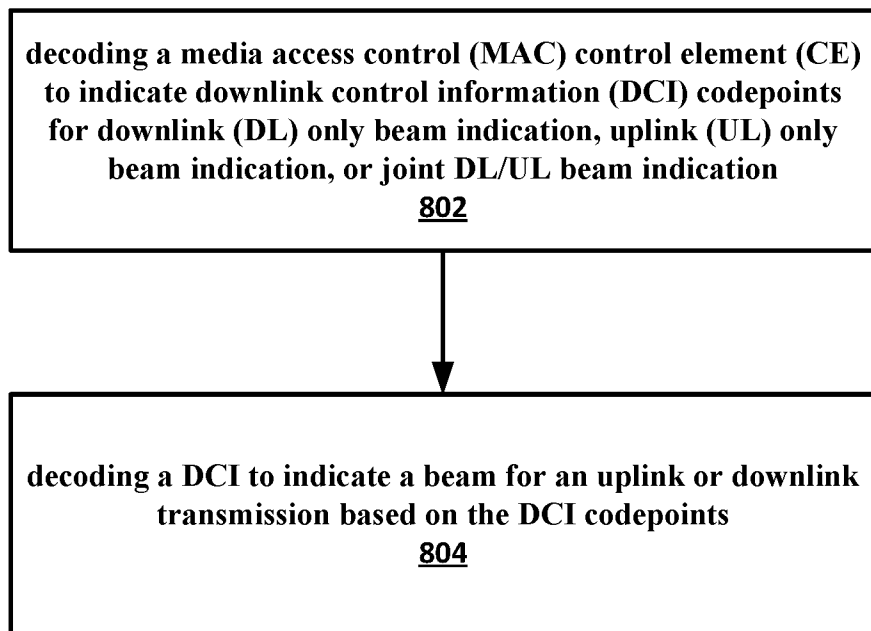 decoding a media access control (MAC) control element (CE)
to indicate downlink control information (DCI) codepoints
for downlink (DL) only beam indication, uplink (UL) only
beam indication, or joint DL/UL beam indication
802
decoding a DCI to indicate a beam for an uplink or downlink
transmission based on the DCI codepoints
804